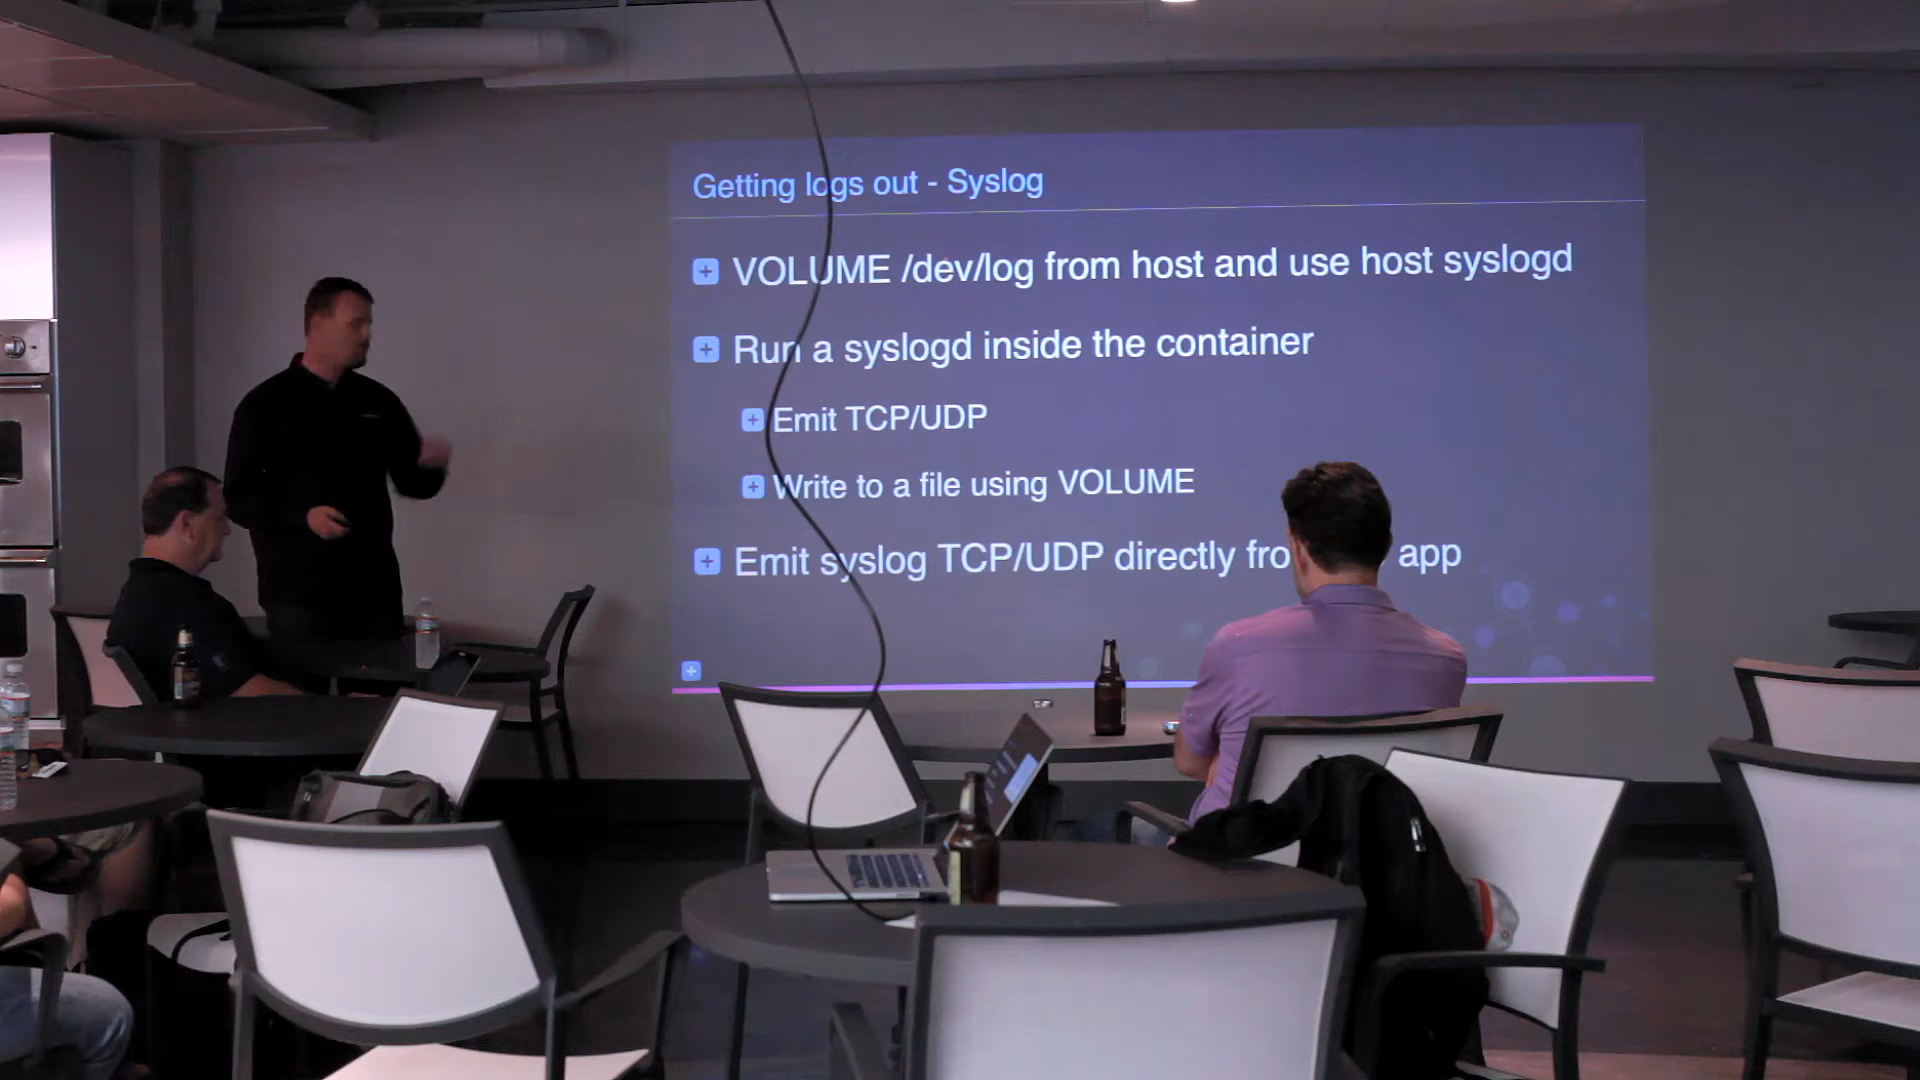 Getting logs out - Syslog
VOLUME /dev/log from host and use host syslogd
Run a syslogd inside the container
Emit TCP/UDP
Write to a file using VOLUME
Emit syslog TCP/UDP directly app